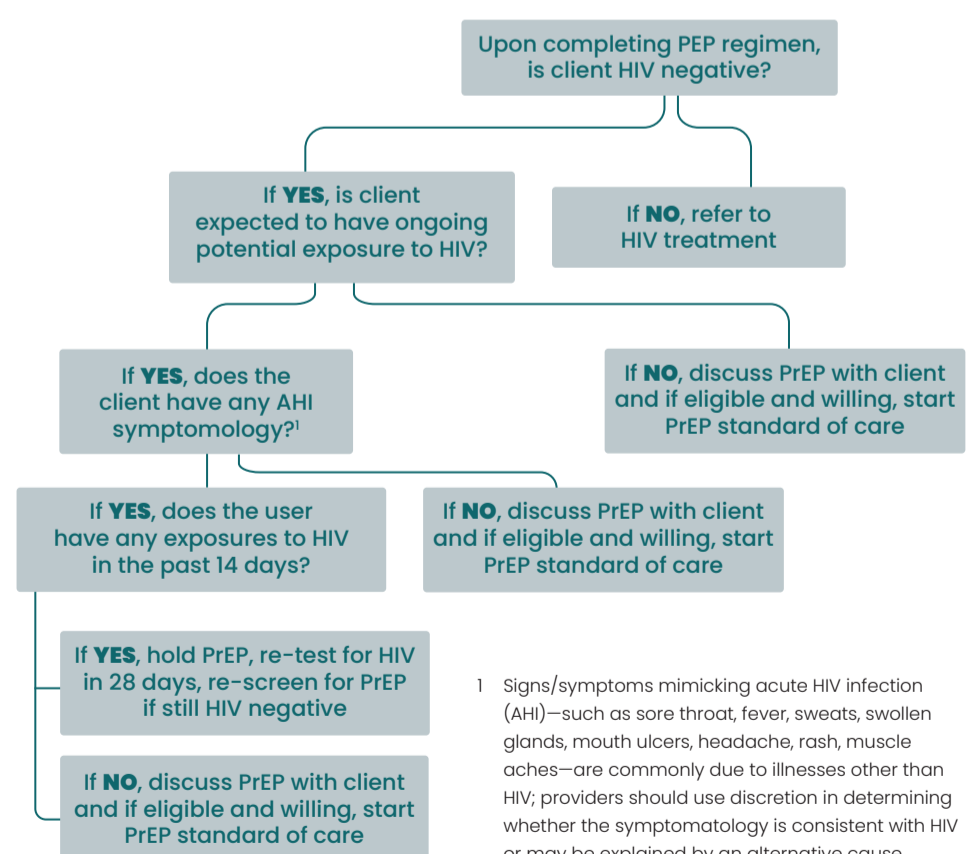 Upon completing PEP regimen,
is client HIV negative?
If YES, is client
expected to have ongoing
potential exposure to HIV?
If NO, refer to
HIV treatment
If YES, does the
client have any AHI
symptomology?¹
If NO, discuss PrEP with client
and if eligible and willing, start
PrEP standard of care
If YES, does the user
have any exposures to HIV
in the past 14 days?
If NO, discuss PrEP with client
and if eligible and willing, start
PrEP standard of care
If YES, hold PrEP, re-test for HIV
in 28 days, re-screen for PrEP
if still HIV negative
If NO, discuss PrEP with client
and if eligible and willing, start
PrEP standard of care
1 Signs/symptoms mimicking acute HIV infection
(AHI)—such as sore throat, fever, sweats, swollen
glands, mouth ulcers, headache, rash, muscle
aches—are commonly due to illnesses other than
HIV; providers should use discretion in determining
whether the symptomatology is consistent with HIV
or may be explained by an alternative cause